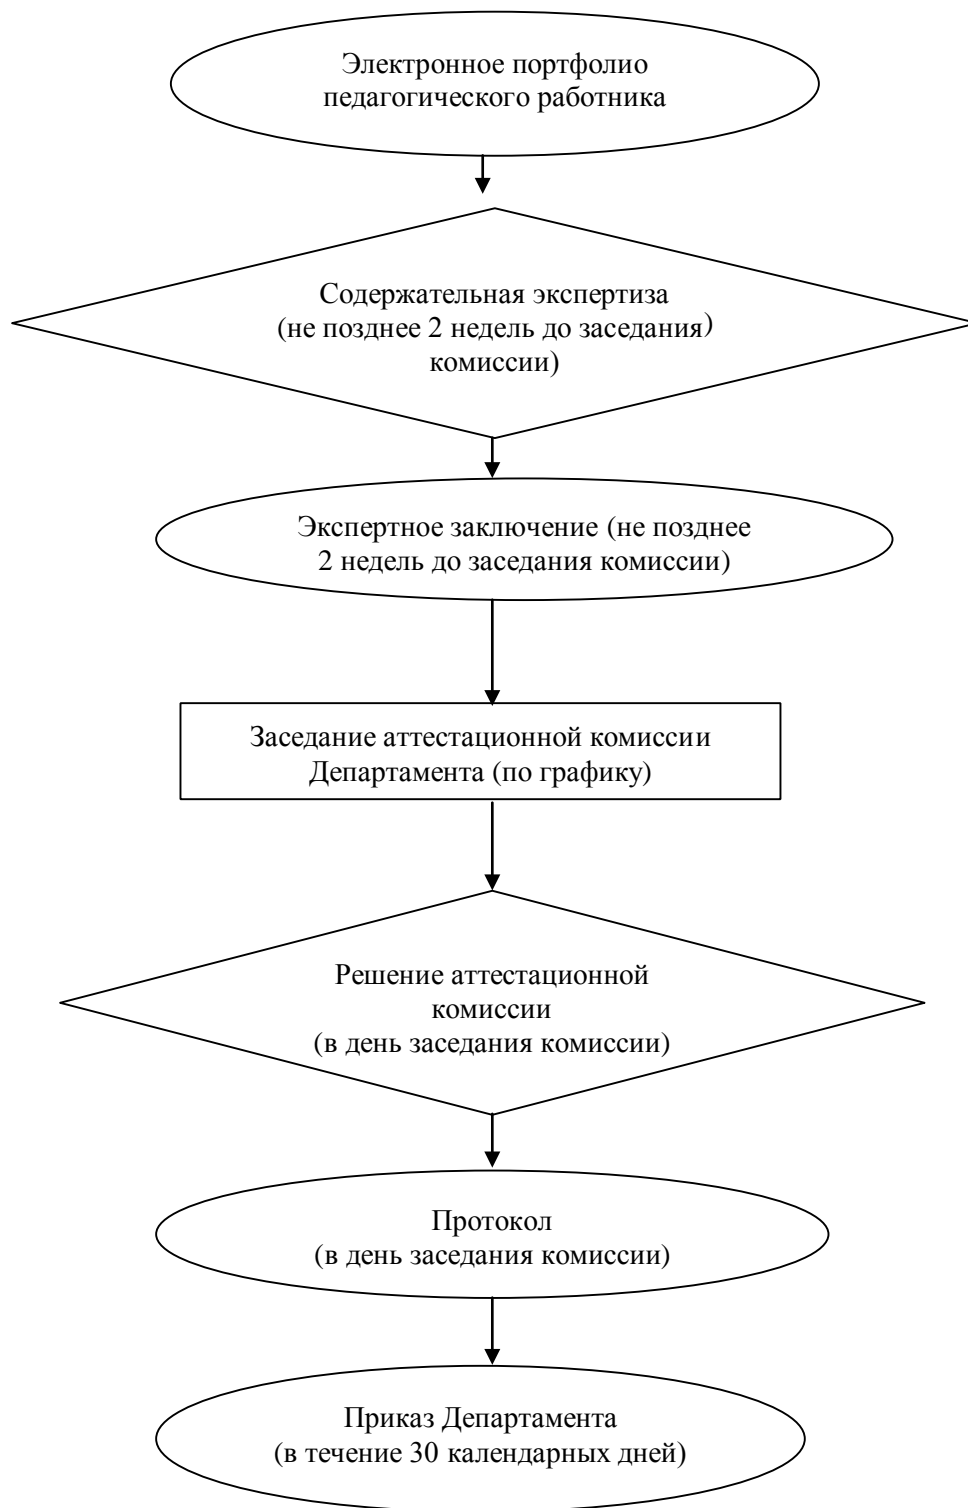 Электронное портфолио
педагогического работника
Содержательная экспертиза
(не позднее 2 недель до заседания)
комиссии)
Экспертное заключение (не позднее
2 недель до заседания комиссии)
Заседание аттестационной комиссии
Департамента (по графику)
Решение аттестационной
комиссии
(в день заседания комиссии)
Протокол
(в день заседания комиссии)
Приказ Департамента
(в течение 30 календарных дней)